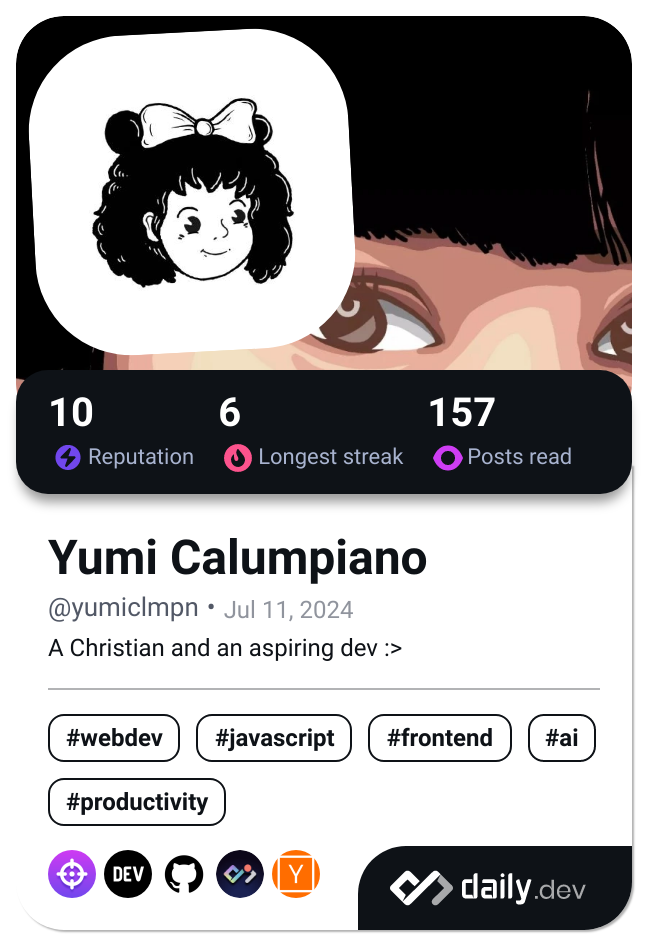 10 6 157
Reputation Longest streak Posts read
Yumi Calumpiano
@yumiclmpn • Jul 11, 2024
A Christian and an aspiring dev :>
#webdev #javascript #frontend #ai
#productivity
DEV Y daily.dev